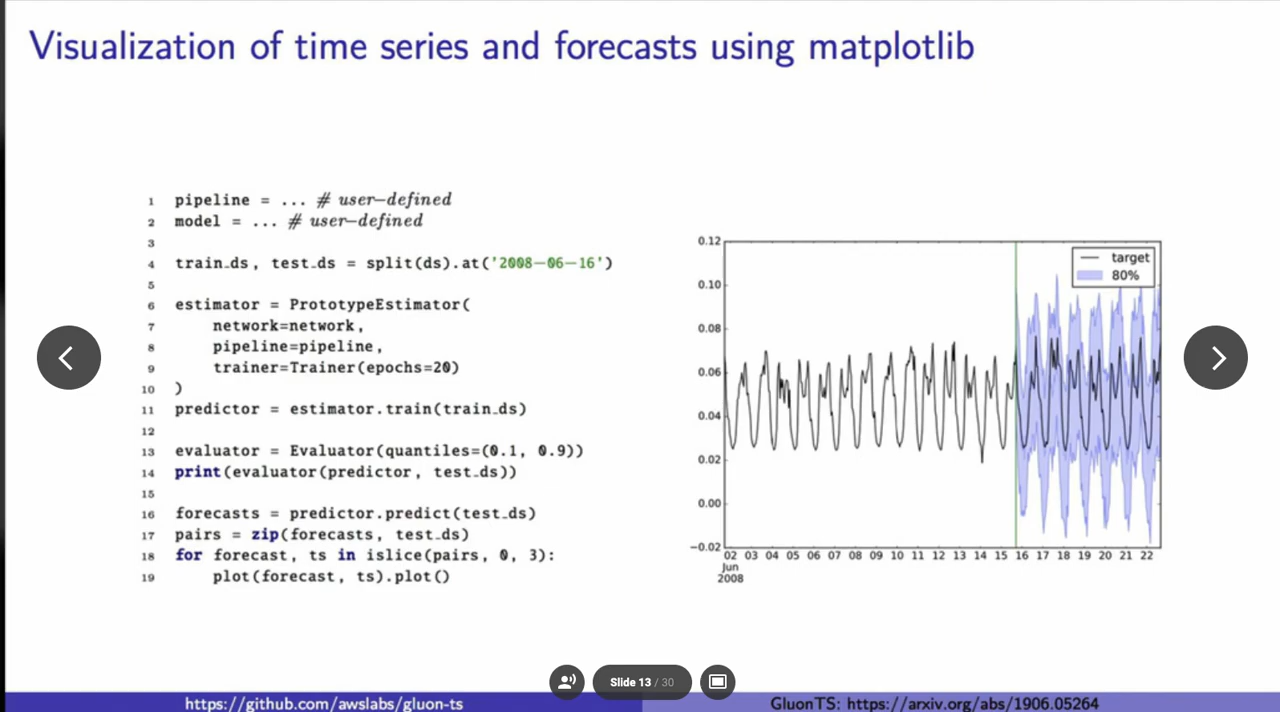 Visualization of time series and forecasts using matplotlib
1 pipeline = ... # user−defined
2 model = ... # user−defined
3
4 train_ds, test_ds = split(ds).at('2008−06−16')
5
6 estimator = PrototypeEstimator(
7 network=network,
8 pipeline=pipeline,
9 trainer=Trainer(epochs=20)
10 )
11 predictor = estimator.train(train_ds)
12
13 evaluator = Evaluator(quantiles=(0.1, 0.9))
14 print(evaluator(predictor, test_ds))
15
16 forecasts = predictor.predict(test_ds)
17 pairs = zip(forecasts, test_ds)
18 for forecast, ts in islice(pairs, 0, 3):
19 plot(forecast, ts).plot()
0.12
0.10
0.08
0.06
0.04
0.02
0.00
−0.02
target
80%
02 03 04 05 06 07 08 09 10 11 12 13 14 15 16 17 18 19 20 21 22
Jun
2008
Slide 13 / 30
https://github.com/awslabs/gluon-ts
GluonTS: https://arxiv.org/abs/1906.05264